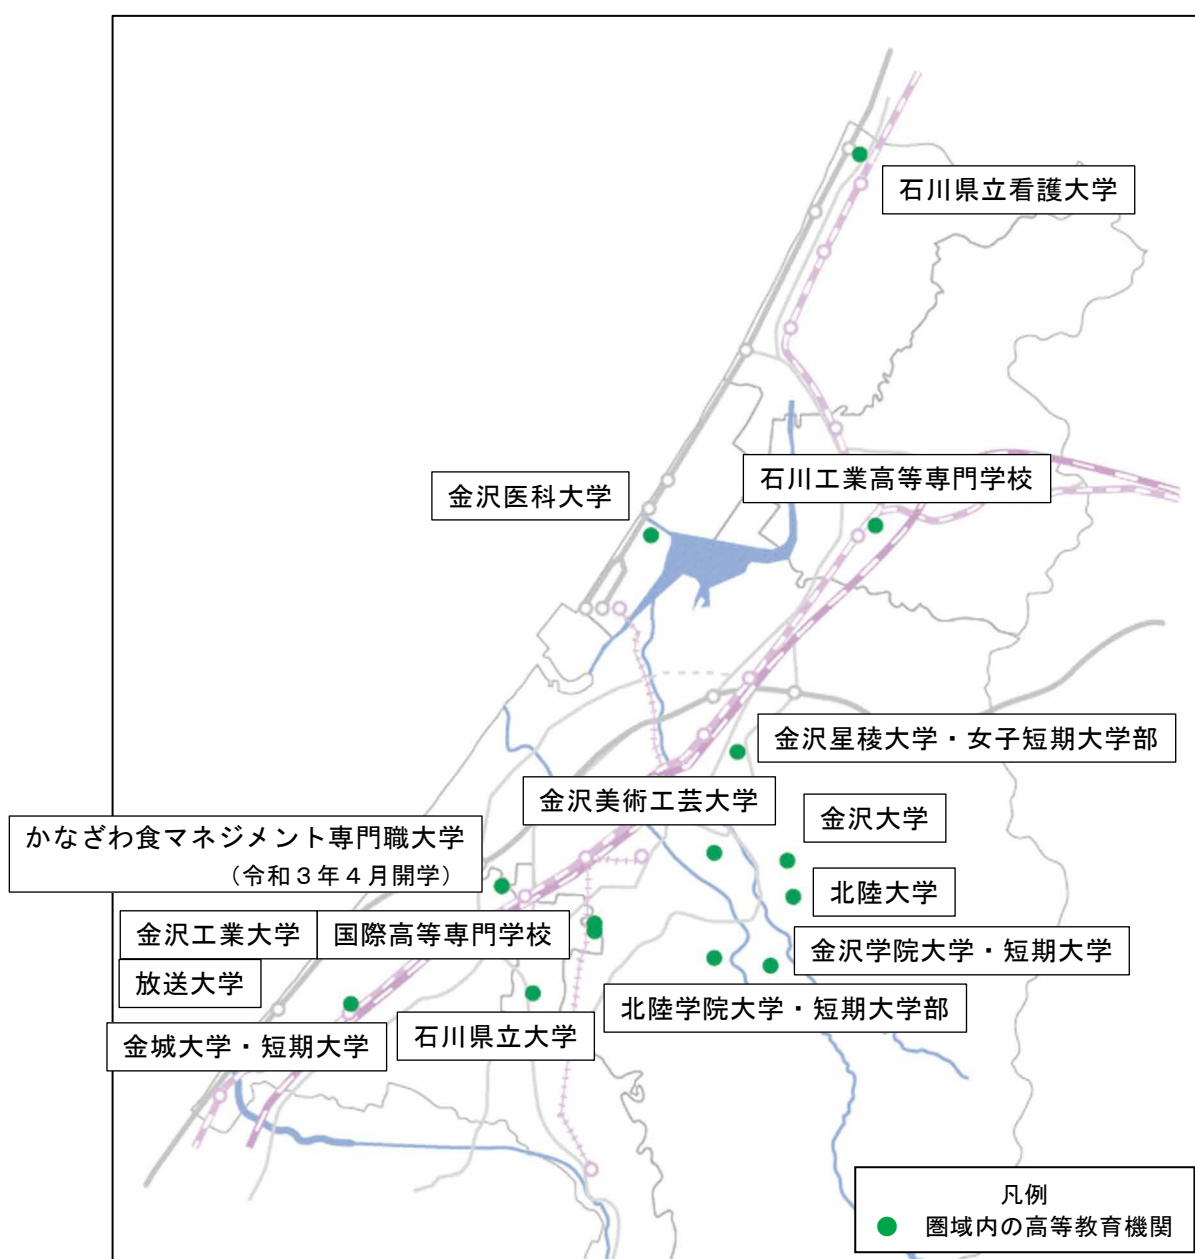 石川県立看護大学
石川工業高等専門学校
金沢医科大学
金沢星稜大学・女子短期大学部
金沢美術工芸大学
金沢大学
かなざわ食マネジメント専門職大学
（令和３年４月開学）
北陸大学
金沢工業大学
国際高等専門学校
金沢学院大学・短期大学
放送大学
北陸学院大学・短期大学部
石川県立大学
金城大学・短期大学
凡例
圏域内の高等教育機関